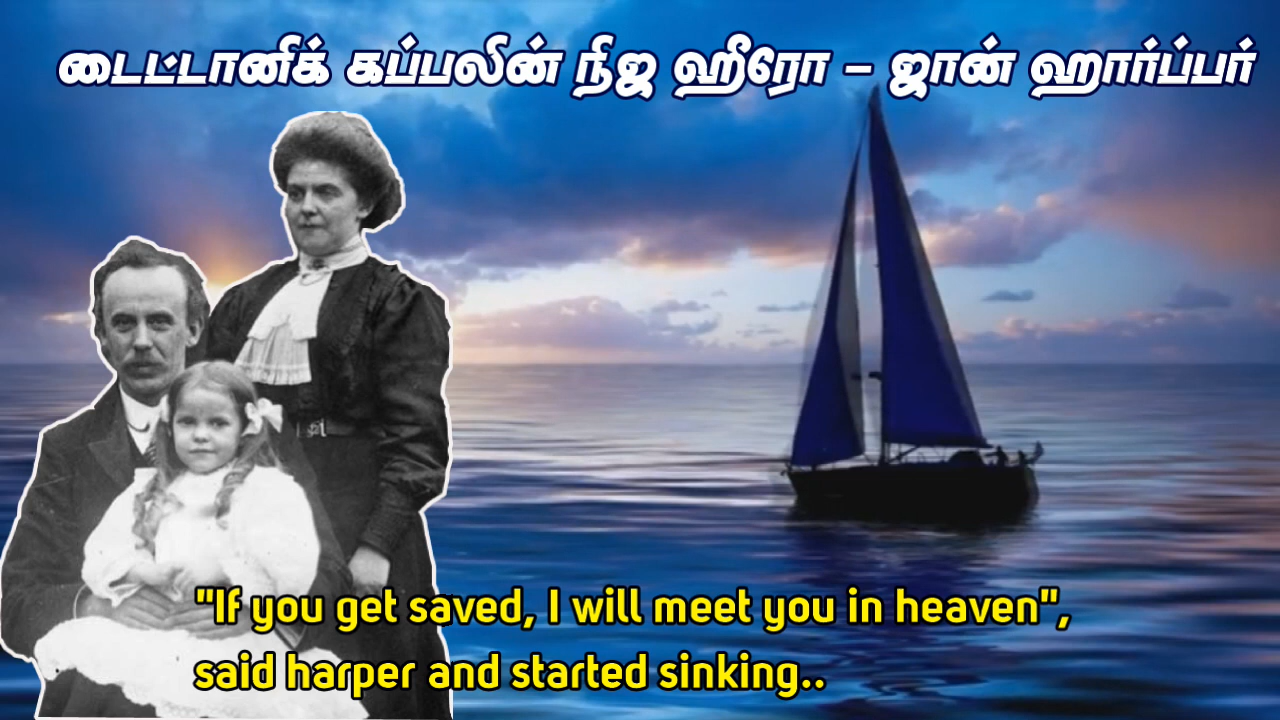 டைட்டானிக் கப்பலின் நிஜ ஹீரோ - ஜான் ஹார்ப்பர்
"If you get saved, I will meet you in heaven",
said harper and started sinking..